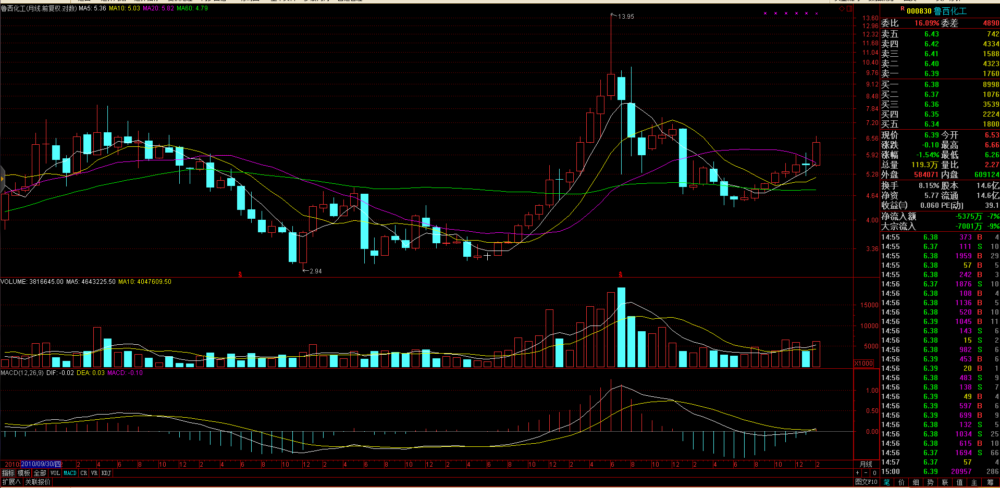 鲁西化工(月线.前复权.对数) MA5: 5.36 MA10: 5.03 MA20: 5.82 MA60: 4.79
13.95
2.94
13.60
12.96
12.32
11.68
11.04
10.40
9.76
9.12
8.48
7.84
7.20
6.56
5.92
5.28
4.64
4.00
3.36
VOLUME: 3816645.00 MA5: 4643225.50 MA10: 4047609.50
15000
10000
5000
X1000
MACD(12,26,9) DIF: -0.02 DEA: 0.03 MACD: -0.10
1.00
0.50
0.00
2010 2010/09/30/四 2 4 6 8 10 12 2 4 6 8 10 12 2 4 6 8 10 12 2 4 6 8 10 12 2 4 6 8 10 12 2 4 6 8 10 12 2 月线
指标 模板 全部 VOL MACD CR VR KDJ + - 0
扩展∧ 关联报价 图文F10
R 000830 鲁西化工
委比 16.09% 委差 4890
卖五 6.43 742
卖四 6.42 4334
卖三 6.41 1588
卖二 6.40 4323
卖一 6.39 1760
买一 6.38 8998
买二 6.37 1076
买三 6.36 3539
买四 6.35 2224
买五 6.34 1800
现价 6.39 今开 6.53
涨跌 -0.10 最高 6.66
涨幅 -1.54% 最低 6.26
总量 119.3万 量比 2.27
外盘 584071 内盘 609124
换手 8.15% 股本 14.6亿
净资 5.77 流通 14.6亿
收益㈢ 0.060 PE(动) 39.1
净流入额 -5375万 -7%
大宗流入 -7001万 -9%
14:55 6.38 373 B 4
14:55 6.37 111 S 10
14:55 6.38 1959 B 29
14:55 6.38 57 B 5
14:55 6.38 242 B 3
14:56 6.37 1876 S 10
14:56 6.38 108 B 4
14:56 6.38 1136 B 5
14:56 6.38 520 B 10
14:56 6.39 1045 B 11
14:56 6.38 143 S 6
14:56 6.38 15 S 2
14:56 6.38 982 S 6
14:56 6.39 453 B 6
14:56 6.39 20 B 1
14:56 6.38 483 S 9
14:56 6.38 138 S 7
14:56 6.39 49 B 4
14:56 6.39 597 B 6
14:56 6.39 699 B 9
14:56 6.38 132 S 5
14:56 6.38 1034 S 25
14:56 6.38 615 B 10
14:56 6.37 1694 S 66
14:57 6.37 57 4
15:00 6.39 20957 286
笔 价 细 势 联 值 主 筹